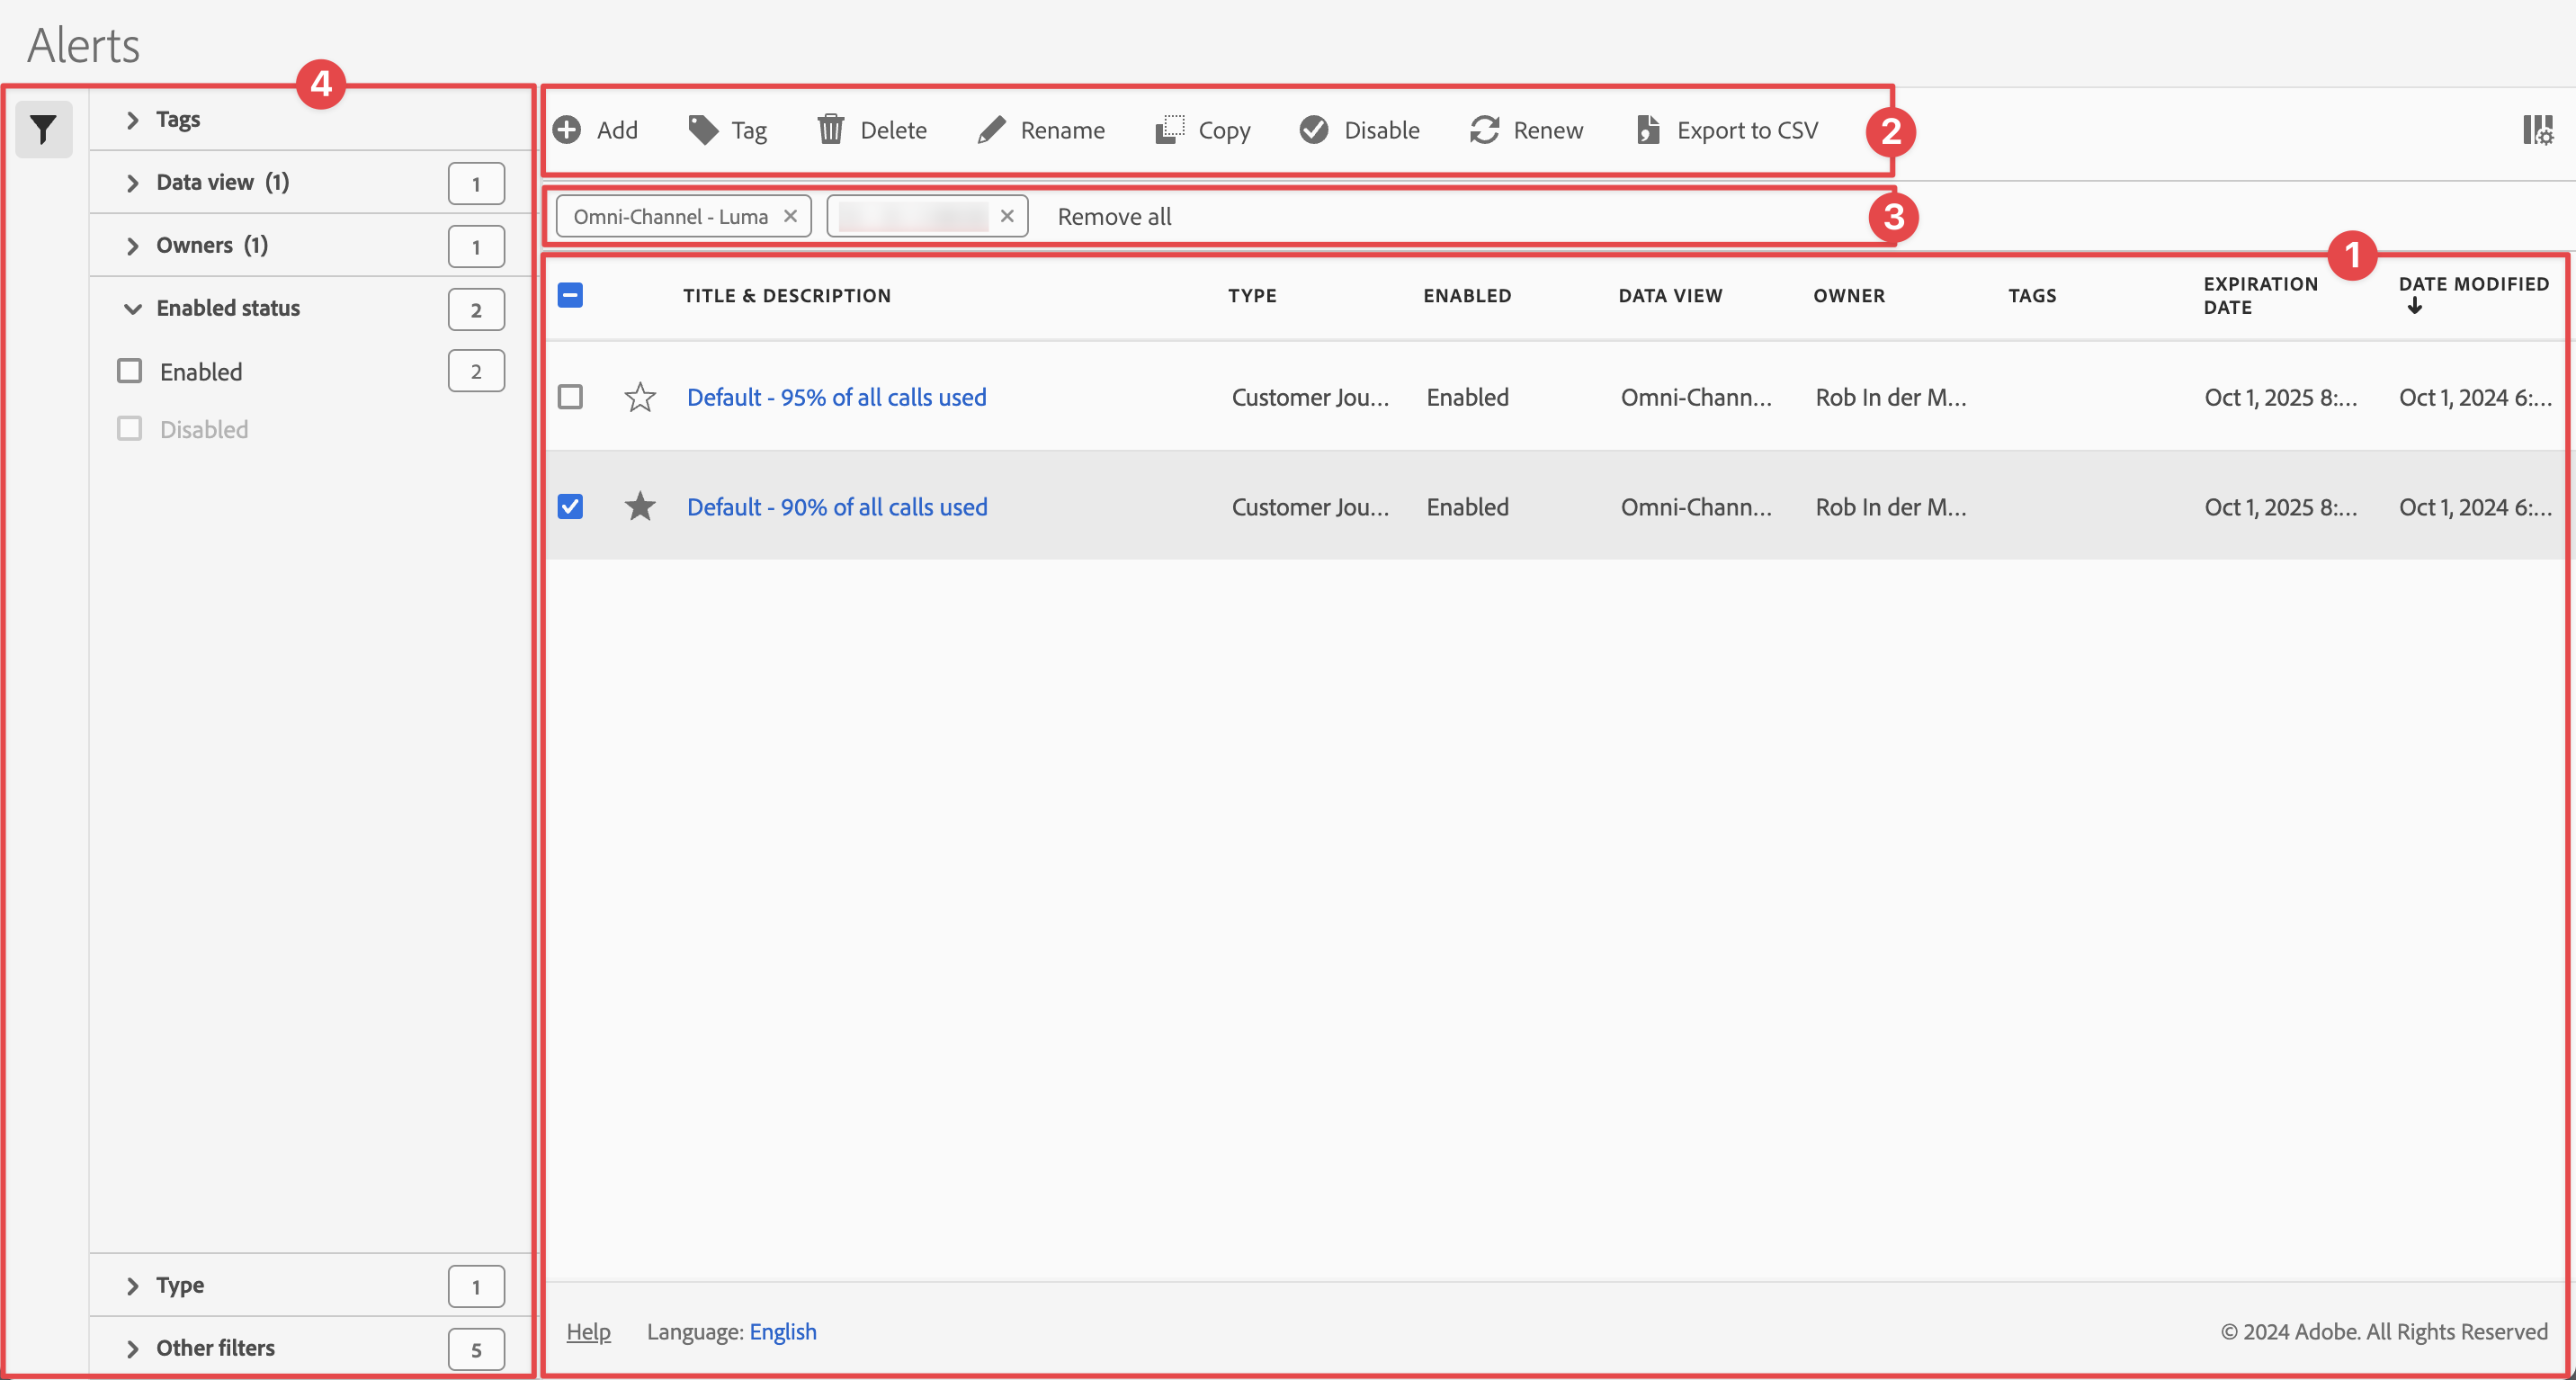 Alerts
4
Tags
Data view (1) 1
Owners (1) 1
Enabled status 2
Enabled 2
Disabled
Type 1
Other filters 5
Add Tag Delete Rename Copy Disable Renew Export to CSV
2
Omni-Channel - Luma Remove all
3
1
TITLE & DESCRIPTION TYPE ENABLED DATA VIEW OWNER TAGS EXPIRATION DATE DATE MODIFIED
Default - 95% of all calls used Customer Jou... Enabled Omni-Chann... Rob In der M... Oct 1, 2025 8:... Oct 1, 2024 6:...
Default - 90% of all calls used Customer Jou... Enabled Omni-Chann... Rob In der M... Oct 1, 2025 8:... Oct 1, 2024 6:...
Help Language: English © 2024 Adobe. All Rights Reserved